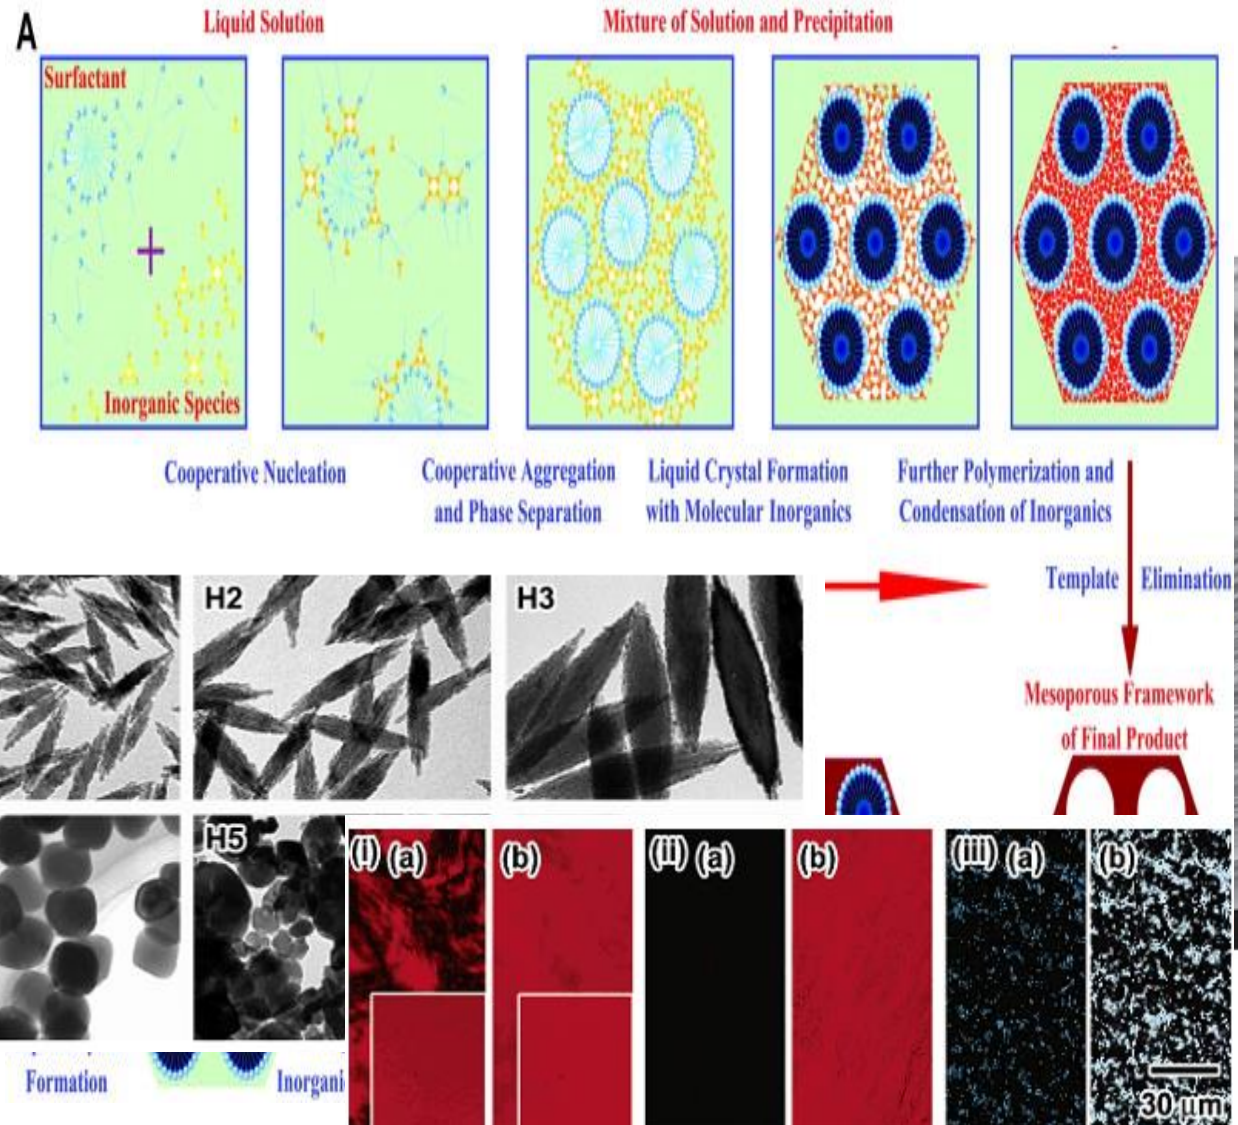 A
Liquid Solution
Mixture of Solution and Precipitation
Surfactant
Inorganic Species
Cooperative Nucleation
Cooperative Aggregation
and Phase Separation
Liquid Crystal Formation
with Molecular Inorganics
Further Polymerization and
Condensation of Inorganics
Template Elimination
Mesoporous Framework
of Final Product
H2
H3
H5
(i) (a)
(b)
(ii) (a)
(b)
(iii) (a)
(b)
30 μm
Formation